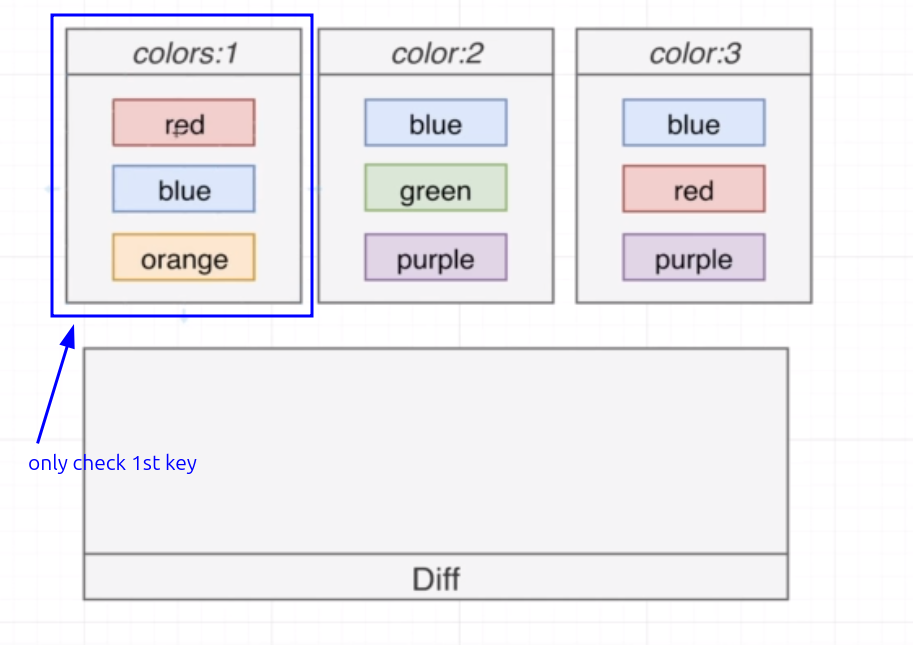 colors:1 color:2 color:3
red blue blue
blue green red
orange purple purple
only check 1st key
Diff